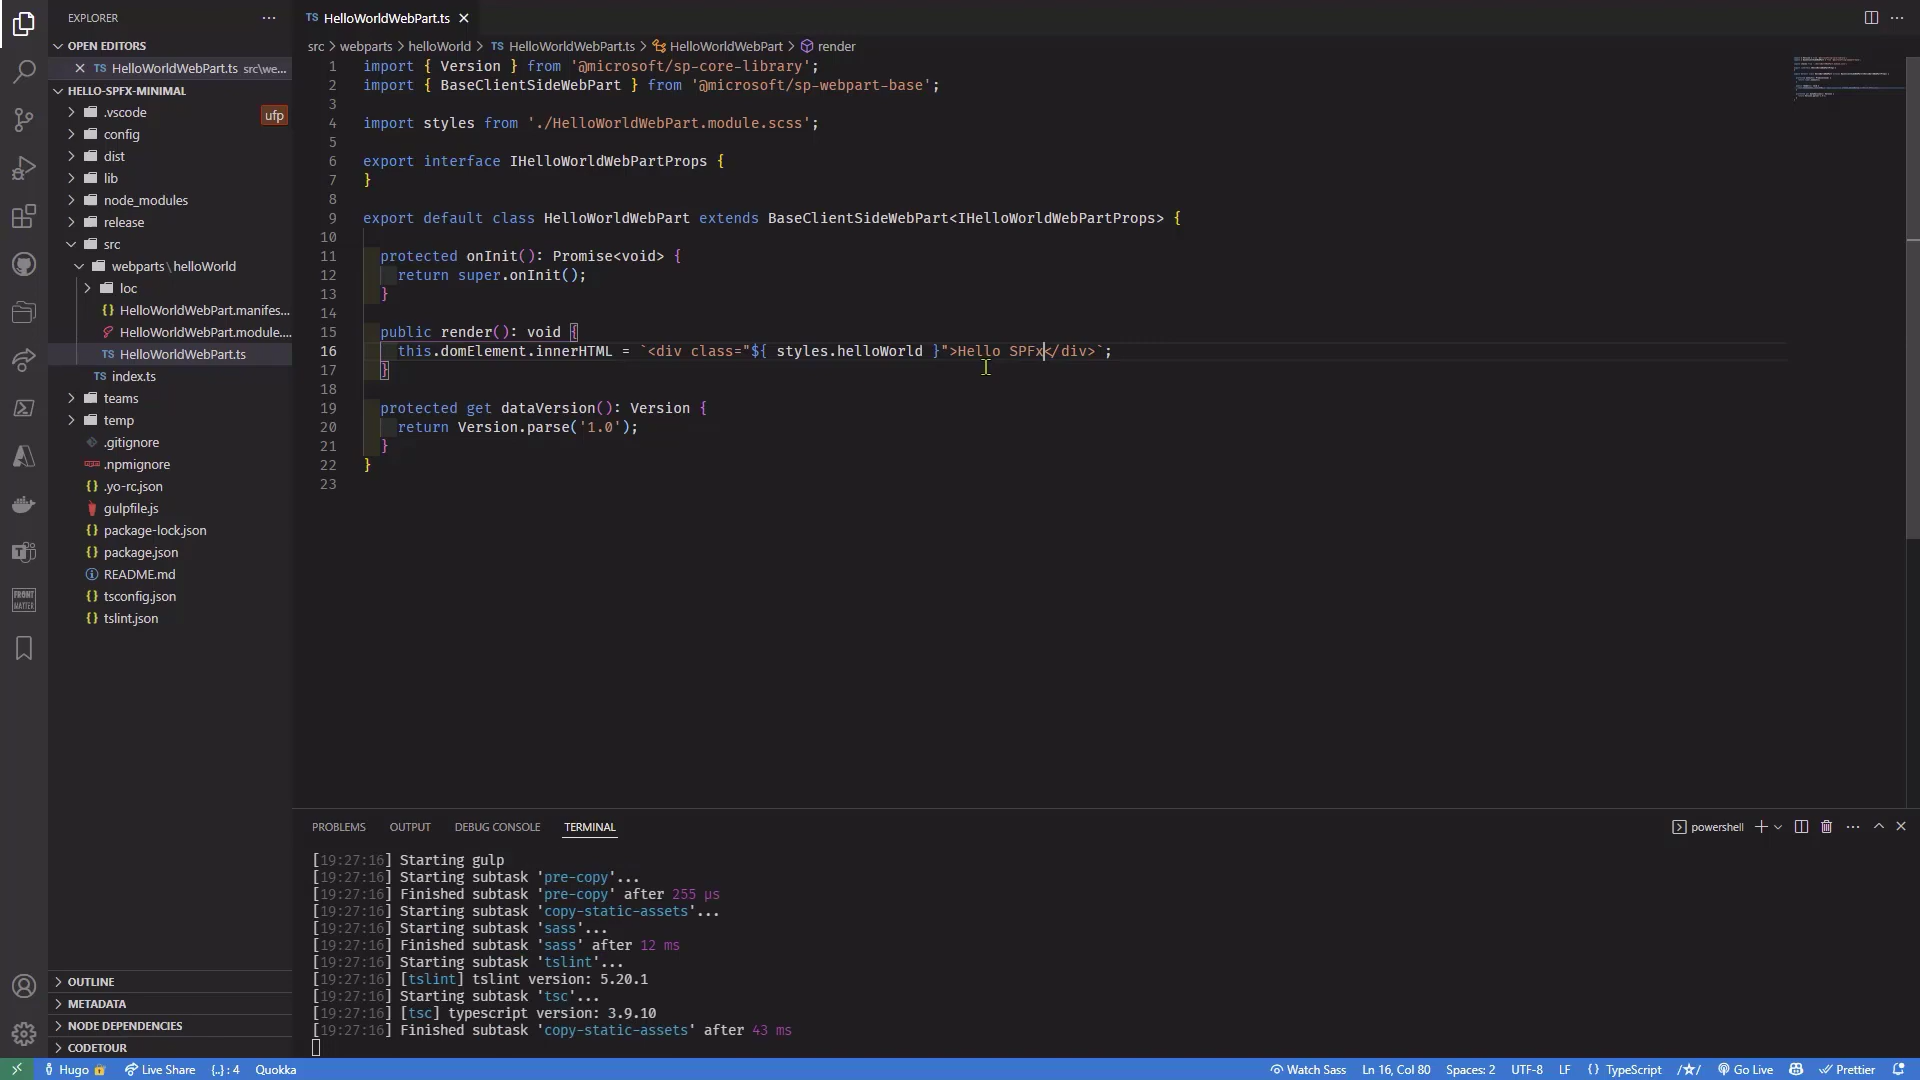 EXPLORER
OPEN EDITORS
TS HelloWorldWebPart.ts src\we...
HELLO-SPFX-MINIMAL
.vscode
ufp
config
dist
lib
node_modules
release
src
webparts\helloWorld
loc
{} HelloWorldWebPart.manifes...
HelloWorldWebPart.module....
TS HelloWorldWebPart.ts
TS index.ts
teams
temp
.gitignore
.npmignore
{} .yo-rc.json
gulpfile.js
{} package-lock.json
{} package.json
README.md
{} tsconfig.json
{} tslint.json
OUTLINE
METADATA
NODE DEPENDENCIES
CODETOUR
FRONT
MATTER
TS HelloWorldWebPart.ts
src > webparts > helloWorld > TS HelloWorldWebPart.ts > HelloWorldWebPart > render
1 import { Version } from '@microsoft/sp-core-library';
2 import { BaseClientSideWebPart } from '@microsoft/sp-webpart-base';
3
4 import styles from './HelloWorldWebPart.module.scss';
5
6 export interface IHelloWorldWebPartProps {
7 }
8
9 export default class HelloWorldWebPart extends BaseClientSideWebPart<IHelloWorldWebPartProps> {
10
11 protected onInit(): Promise<void> {
12 return super.onInit();
13 }
14
15 public render(): void {
16 this.domElement.innerHTML = `<div class="${ styles.helloWorld }">Hello SPFx</div>`;
17 }
18
19 protected get dataVersion(): Version {
20 return Version.parse('1.0');
21 }
22 }
23
PROBLEMS OUTPUT DEBUG CONSOLE TERMINAL
powershell
[19:27:16] Starting gulp
[19:27:16] Starting subtask 'pre-copy'...
[19:27:16] Finished subtask 'pre-copy' after 255 μs
[19:27:16] Starting subtask 'copy-static-assets'...
[19:27:16] Starting subtask 'sass'...
[19:27:16] Finished subtask 'sass' after 12 ms
[19:27:16] Starting subtask 'tslint'...
[19:27:16] [tslint] tslint version: 5.20.1
[19:27:16] Starting subtask 'tsc'...
[19:27:16] [tsc] typescript version: 3.9.10
[19:27:16] Finished subtask 'copy-static-assets' after 43 ms
Hugo Live Share {..} : 4 Quokka Watch Sass Ln 16, Col 80 Spaces: 2 UTF-8 LF {} TypeScript /☆/ Go Live Prettier